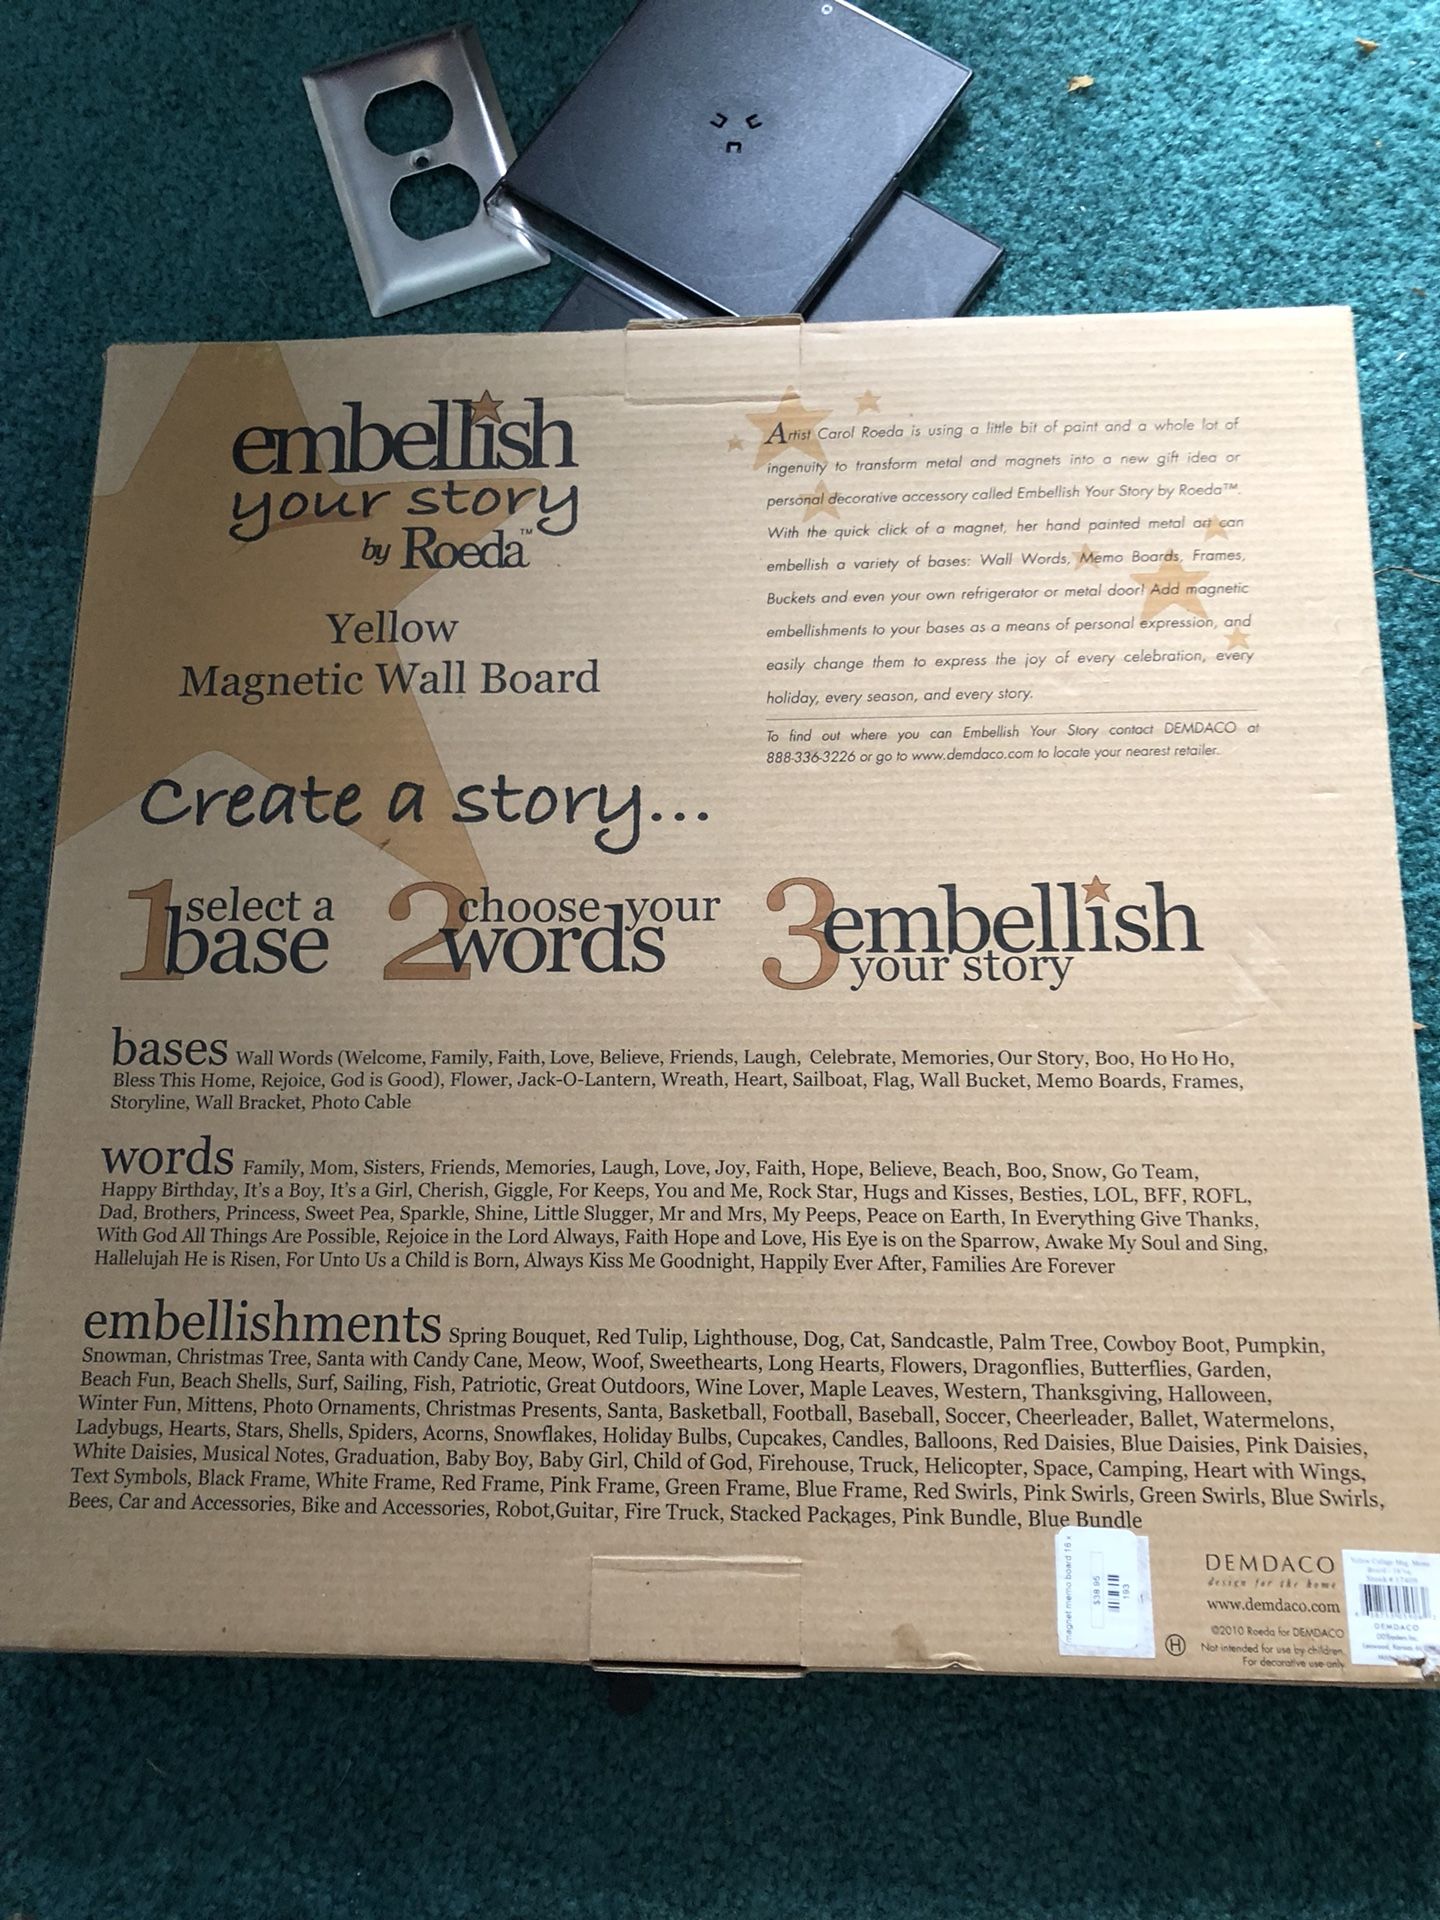 embellish
your story
by Roeda™
Yellow
Magnetic Wall Board
Artist Carol Roeda is using a little bit of paint and a whole lot of
ingenuity to transform metal and magnets into a new gift idea or
personal decorative accessory called Embellish Your Story by Roeda™.
With the quick click of a magnet, her hand painted metal art can
embellish a variety of bases: Wall Words, Memo Boards, Frames,
Buckets and even your own refrigerator or metal door! Add magnetic
embellishments to your bases as a means of personal expression, and
easily change them to express the joy of every celebration, every
holiday, every season, and every story.
To find out where you can Embellish Your Story contact DEMDACO at
888-336-3226 or go to www.demdaco.com to locate your nearest retailer.
Create a story...
1 select a
base
2 choose your
words
3 embellish
your story
bases Wall Words (Welcome, Family, Faith, Love, Believe, Friends, Laugh, Celebrate, Memories, Our Story, Boo, Ho Ho Ho,
Bless This Home, Rejoice, God is Good), Flower, Jack-O-Lantern, Wreath, Heart, Sailboat, Flag, Wall Bucket, Memo Boards, Frames,
Storyline, Wall Bracket, Photo Cable
words Family, Mom, Sisters, Friends, Memories, Laugh, Love, Joy, Faith, Hope, Believe, Beach, Boo, Snow, Go Team,
Happy Birthday, It's a Boy, It's a Girl, Cherish, Giggle, For Keeps, You and Me, Rock Star, Hugs and Kisses, Besties, LOL, BFF, ROFL,
Dad, Brothers, Princess, Sweet Pea, Sparkle, Shine, Little Slugger, Mr and Mrs, My Peeps, Peace on Earth, In Everything Give Thanks,
With God All Things Are Possible, Rejoice in the Lord Always, Faith Hope and Love, His Eye is on the Sparrow, Awake My Soul and Sing,
Hallelujah He is Risen, For Unto Us a Child is Born, Always Kiss Me Goodnight, Happily Ever After, Families Are Forever
embellishments Spring Bouquet, Red Tulip, Lighthouse, Dog, Cat, Sandcastle, Palm Tree, Cowboy Boot, Pumpkin,
Snowman, Christmas Tree, Santa with Candy Cane, Meow, Woof, Sweethearts, Long Hearts, Flowers, Dragonflies, Butterflies, Garden,
Beach Fun, Beach Shells, Surf, Sailing, Fish, Patriotic, Great Outdoors, Wine Lover, Maple Leaves, Western, Thanksgiving, Halloween,
Winter Fun, Mittens, Photo Ornaments, Christmas Presents, Santa, Basketball, Football, Baseball, Soccer, Cheerleader, Ballet, Watermelons,
Ladybugs, Hearts, Stars, Shells, Spiders, Acorns, Snowflakes, Holiday Bulbs, Cupcakes, Candles, Balloons, Red Daisies, Blue Daisies, Pink Daisies,
White Daisies, Musical Notes, Graduation, Baby Boy, Baby Girl, Child of God, Firehouse, Truck, Helicopter, Space, Camping, Heart with Wings,
Text Symbols, Black Frame, White Frame, Red Frame, Pink Frame, Green Frame, Blue Frame, Red Swirls, Pink Swirls, Green Swirls, Blue Swirls,
Bees, Car and Accessories, Bike and Accessories, Robot,Guitar, Fire Truck, Stacked Packages, Pink Bundle, Blue Bundle
magnet memo board 16 x
$38.95
193
H
DEMDACO
design for the home
www.demdaco.com
©2010 Roeda for DEMDACO
Not intended for use by children.
For decorative use only
DEMDACO